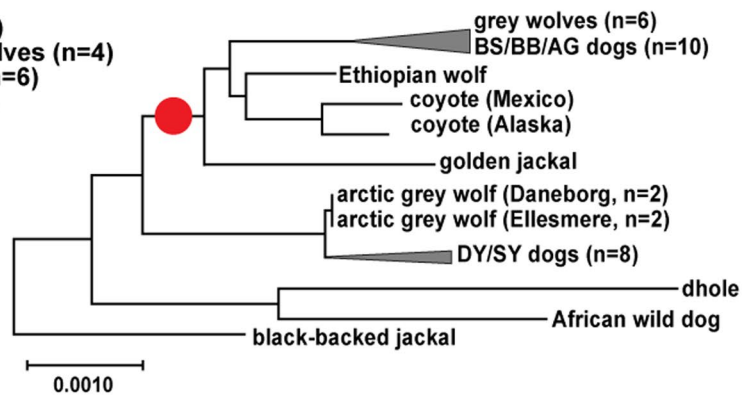 )
grey wolves (n=6)
lves (n=4)
BS/BB/AG dogs (n=10)
=6)
Ethiopian wolf
coyote (Mexico)
coyote (Alaska)
golden jackal
arctic grey wolf (Daneborg, n=2)
arctic grey wolf (Ellesmere, n=2)
DY/SY dogs (n=8)
dhole
African wild dog
black-backed jackal
0.0010